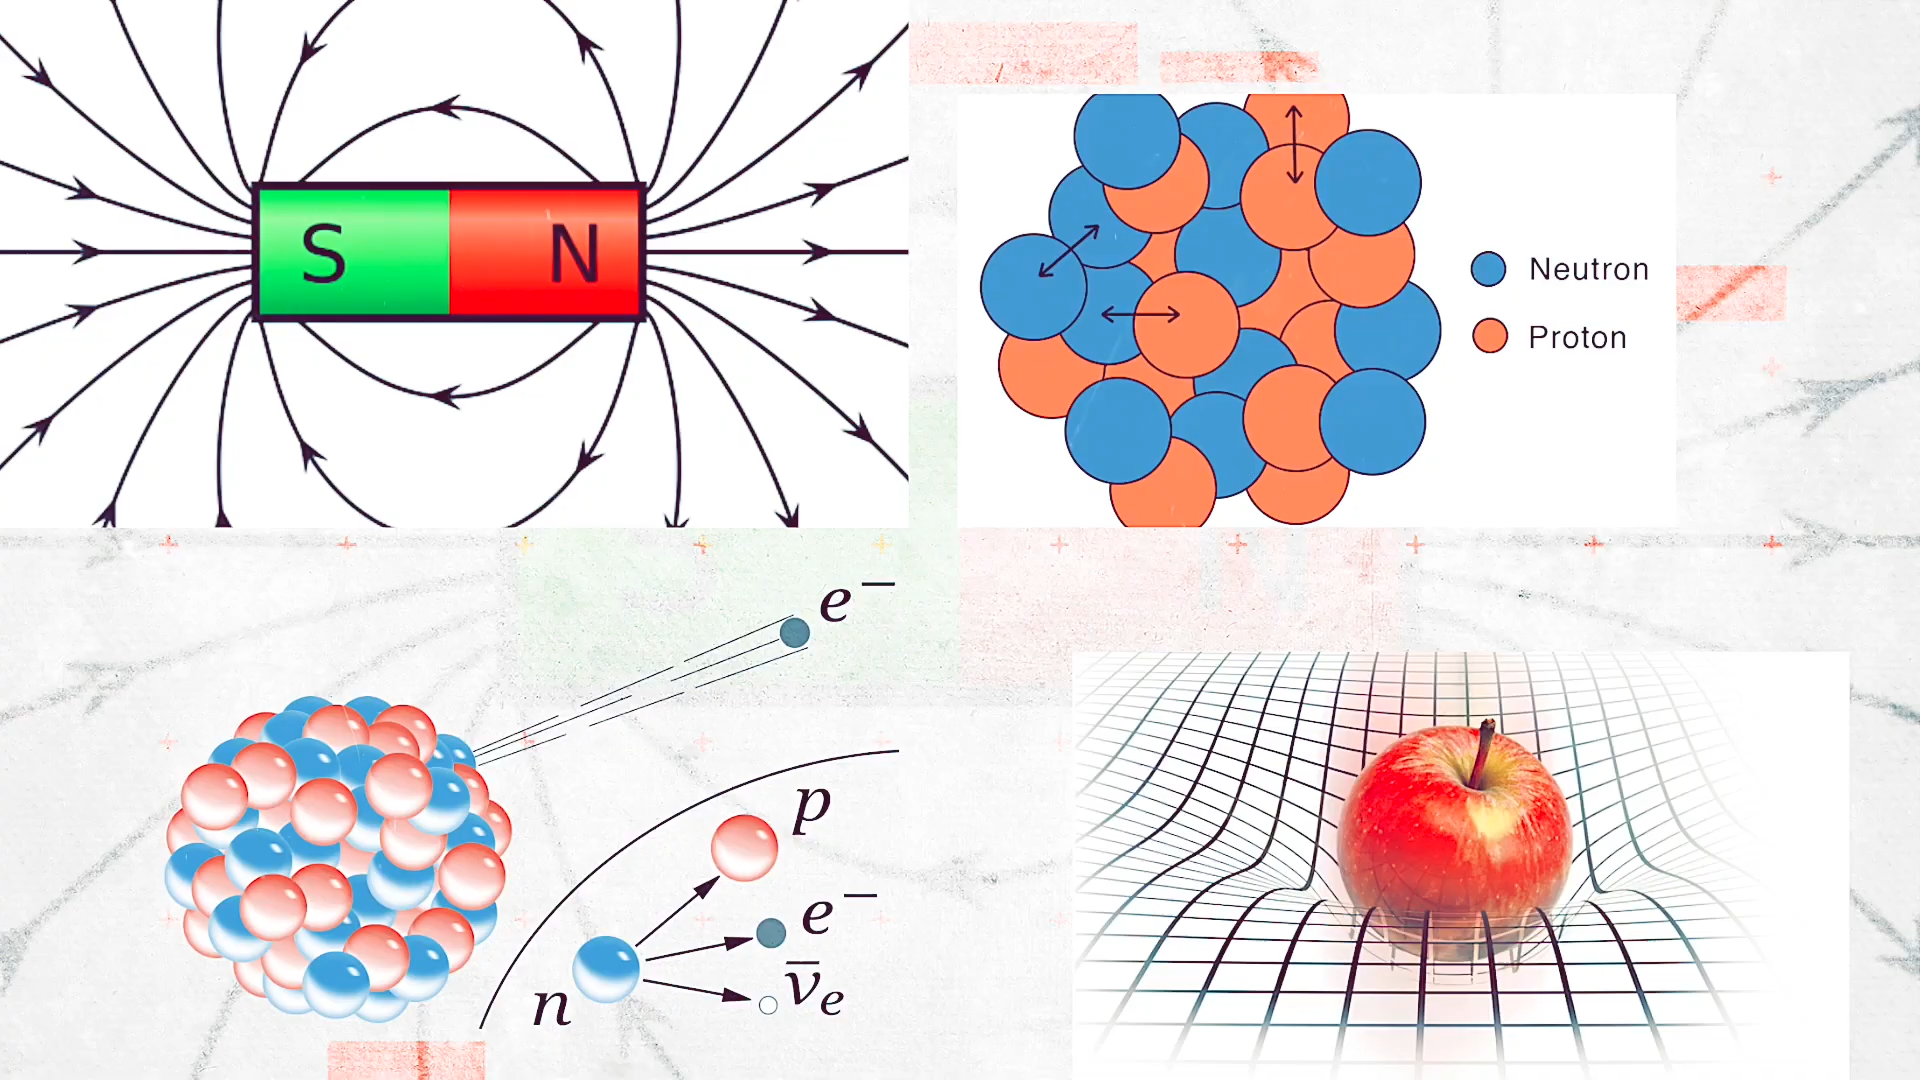 S N
Neutron
Proton
e⁻
p
e⁻
n
ν̄ₑ